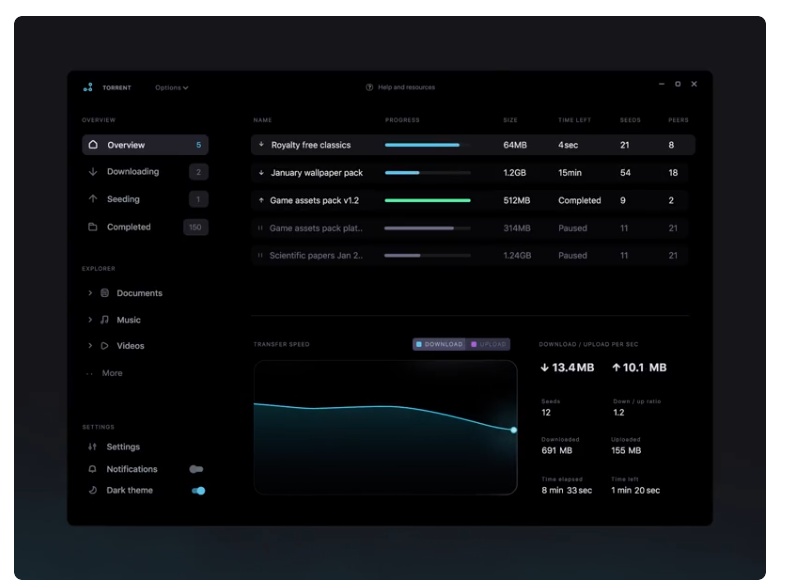 TORRENT Options
Help and resources
OVERVIEW
Overview 5
Downloading 2
Seeding 1
Completed 150
EXPLORER
Documents
Music
Videos
More
SETTINGS
Settings
Notifications
Dark theme
NAME PROGRESS SIZE TIME LEFT SEEDS PEERS
Royalty free classics 64MB 4 sec 21 8
January wallpaper pack 1.2GB 15min 54 18
Game assets pack v1.2 512MB Completed 9 2
Game assets pack plat.. 314MB Paused 11 21
Scientific papers Jan 2.. 1.24GB Paused 11 21
TRANSFER SPEED DOWNLOAD UPLOAD
DOWNLOAD / UPLOAD PER SEC
13.4MB 10.1 MB
Seeds Down / up ratio
12 1.2
Downloaded Uploaded
691 MB 155 MB
Time elapsed Time left
8 min 33 sec 1 min 20 sec